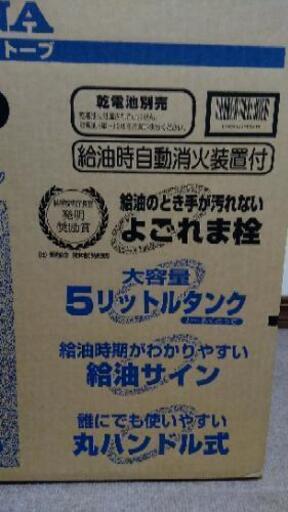 NA
トーブ
乾電池別売
給油時自動消火装置付
発明
奨励賞
給油のとき手が汚れない
よごれま栓
大容量
5リットルタンク
給油時期がわかりやすい
給油サイン
誰にでも使いやすい
丸ハンドル式